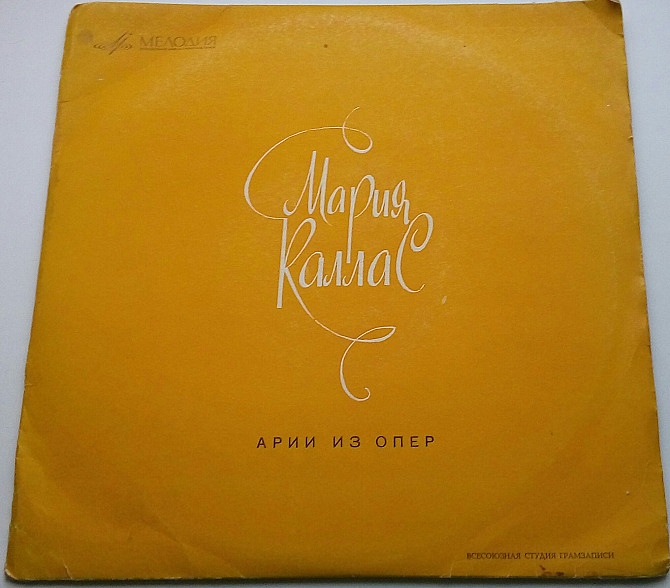 МЕЛОДИЯ
Мария
Каллас
АРИИ ИЗ ОПЕР
ВСЕСОЮЗНАЯ СТУДИЯ ГРАМЗАПИСИ